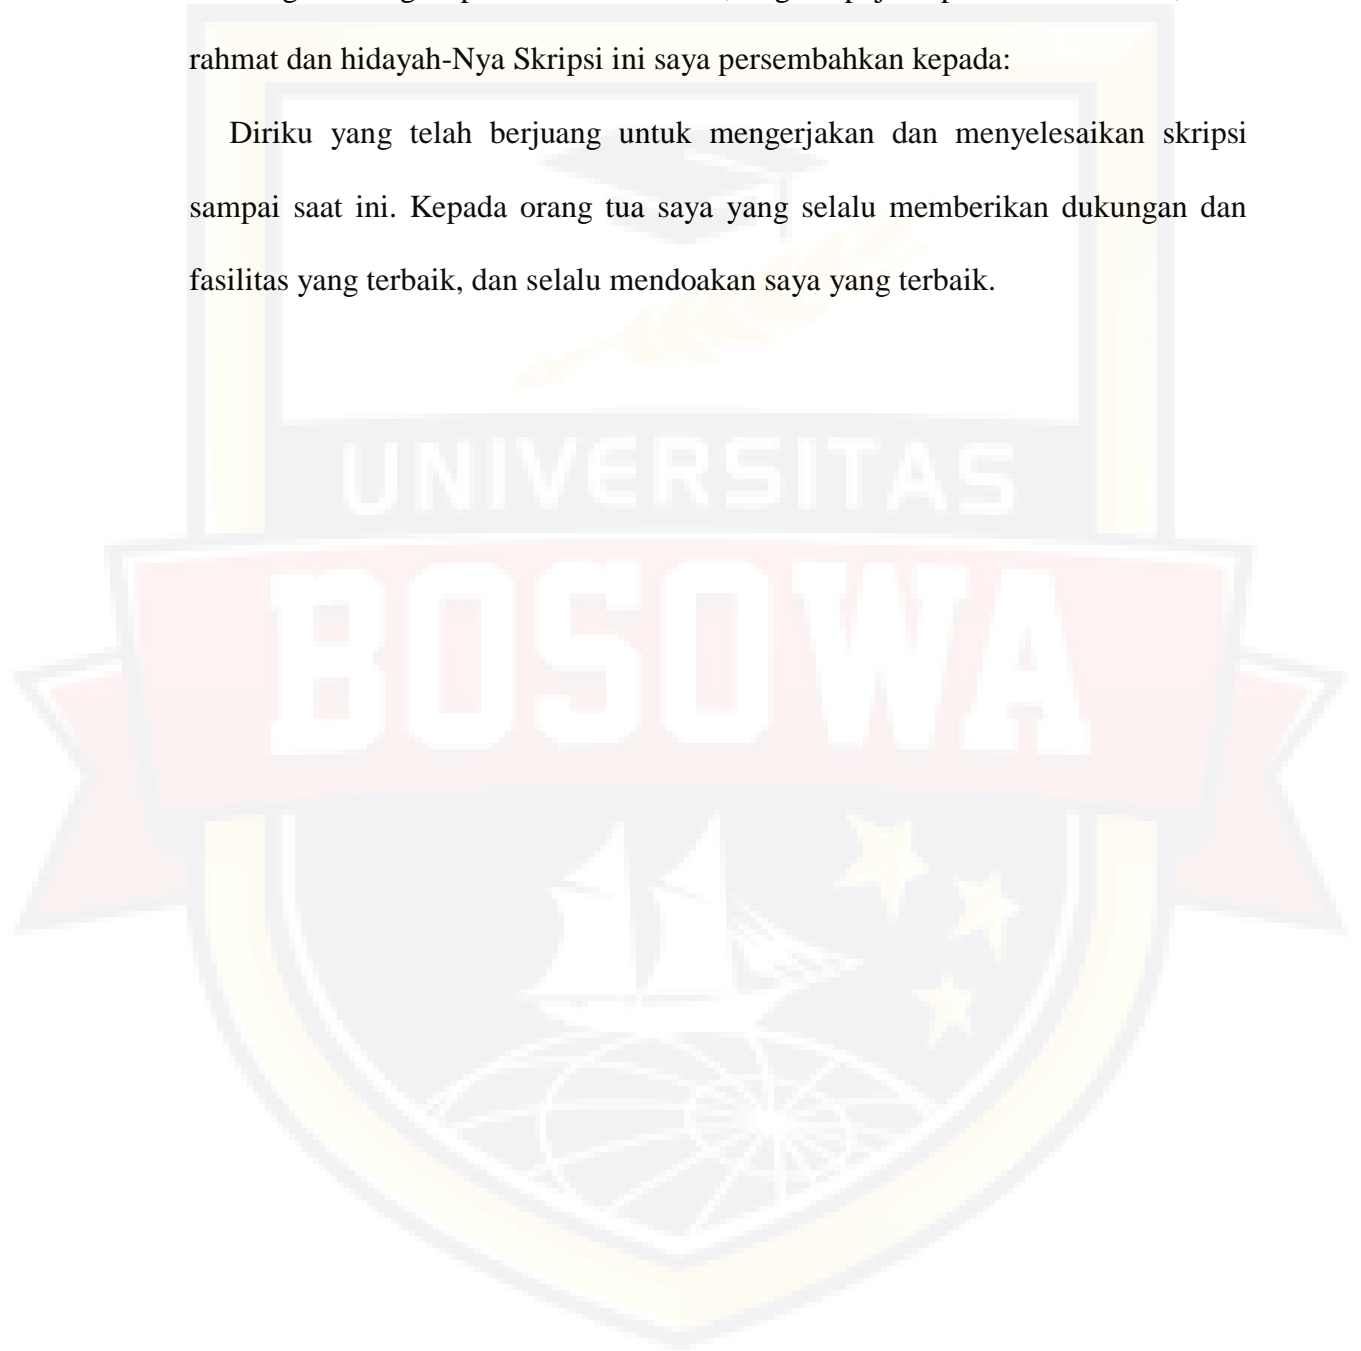 rahmat dan hidayah-Nya Skripsi ini saya persembahkan kepada:
Diriku yang telah berjuang untuk mengerjakan dan menyelesaikan skripsi
sampai saat ini. Kepada orang tua saya yang selalu memberikan dukungan dan
fasilitas yang terbaik, dan selalu mendoakan saya yang terbaik.
UNIVERSITAS
BOSOWA